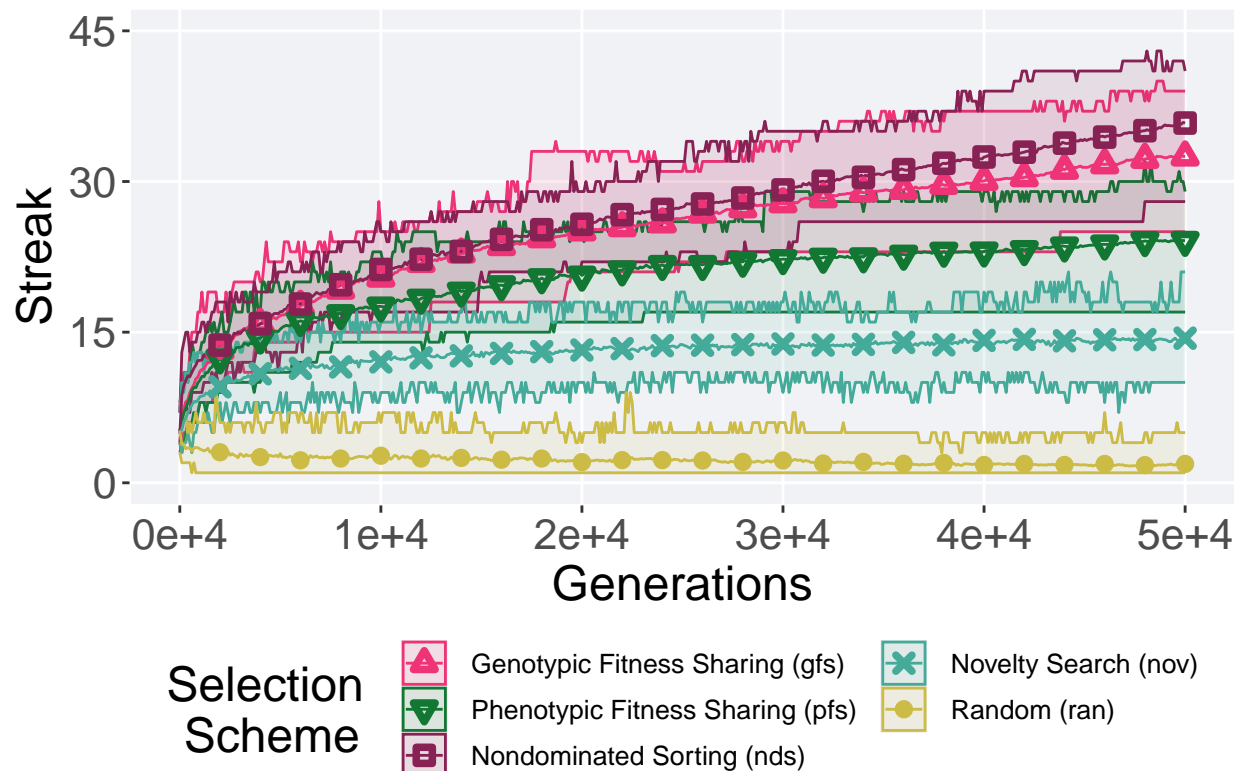 45
30
15
0
Streak
0e+4 1e+4 2e+4 3e+4 4e+4 5e+4
Generations
Selection
Scheme
Genotypic Fitness Sharing (gfs)
Phenotypic Fitness Sharing (pfs)
Nondominated Sorting (nds)
Novelty Search (nov)
Random (ran)